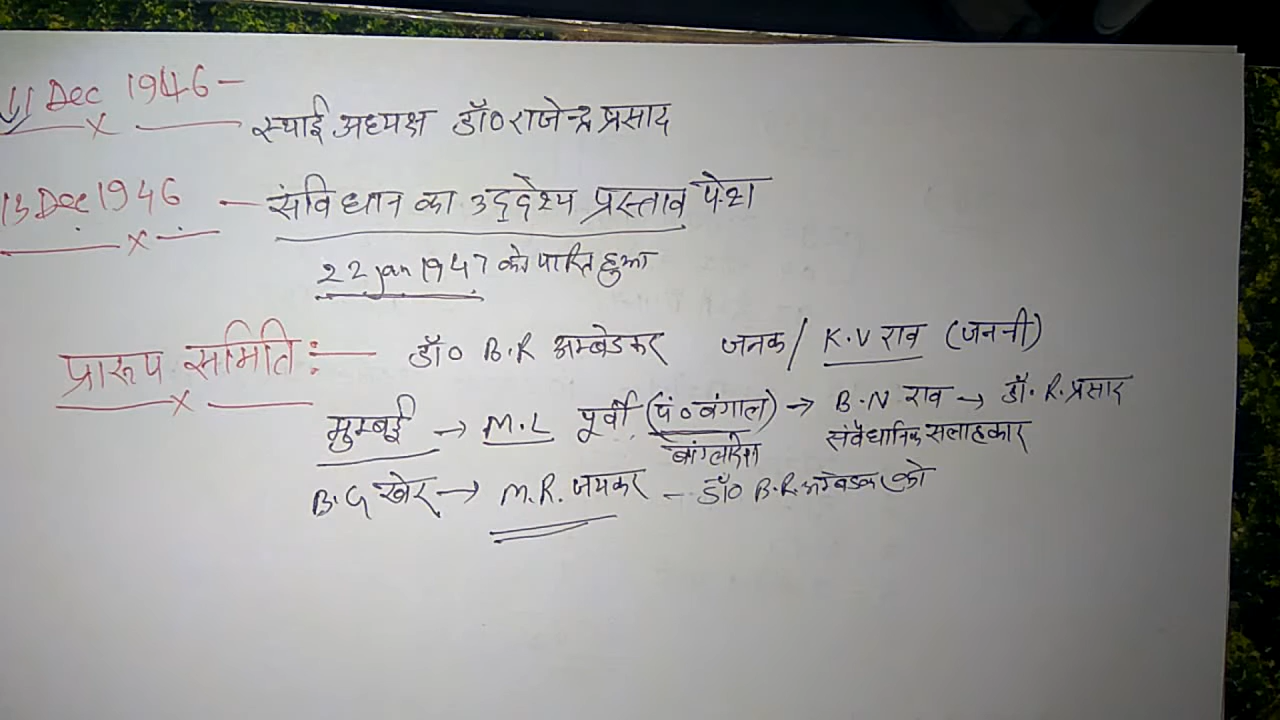 11 Dec 1946 -
स्थाई अध्यक्ष डॉ० राजेन्द्र प्रसाद
13 Dec 1946 - संविधान का उद्देश्य प्रस्ताव पेश
22 jan 1947 को पारित हुआ
प्रारूप समिति :- डॉ० B.R अम्बेडकर जनक / K.V राव (जननी)
मुम्बई → M.L पूर्वी (पं० बंगाल) → B.N राव → डॉ. R. प्रसाद
बांग्लादेश संवैधानिक सलाहकार
B.G खेर → M.R. जयकर - डॉ० B.R. अम्बेडकर को